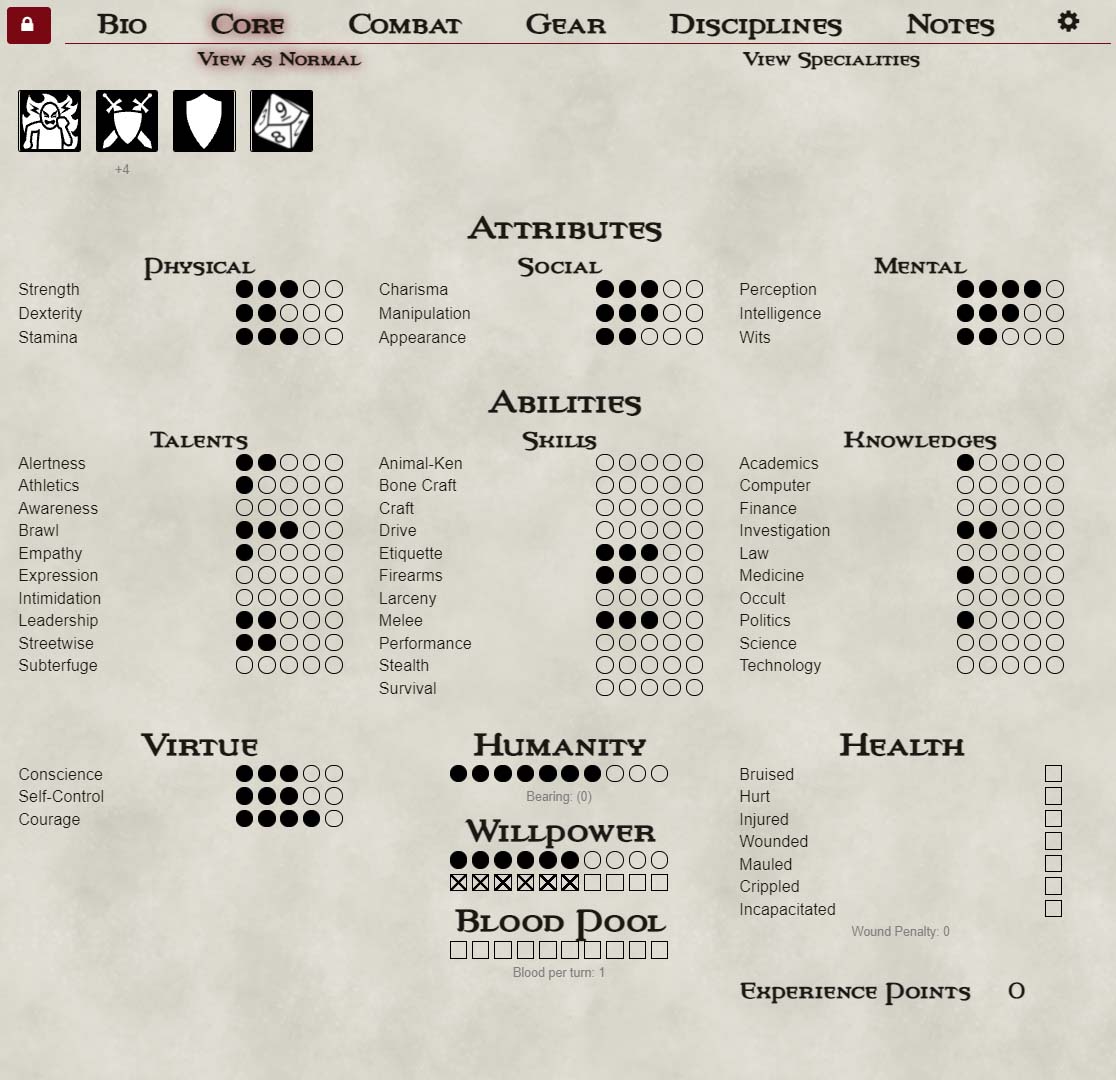 Bio Core Combat Gear Disciplines Notes
View as Normal View Specialities
9 8
+4
Attributes
Physical Social Mental
Strength Charisma Perception
Dexterity Manipulation Intelligence
Stamina Appearance Wits
Abilities
Talents Skills Knowledges
Alertness Animal-Ken Academics
Athletics Bone Craft Computer
Awareness Craft Finance
Brawl Drive Investigation
Empathy Etiquette Law
Expression Firearms Medicine
Intimidation Larceny Occult
Leadership Melee Politics
Streetwise Performance Science
Subterfuge Stealth Technology
Survival
Virtue Humanity Health
Conscience Bruised
Self-Control Bearing: (0) Hurt
Courage Injured
Willpower Wounded
Mauled
Crippled
Blood Pool Incapacitated
Wound Penalty: 0
Blood per turn: 1
Experience Points 0